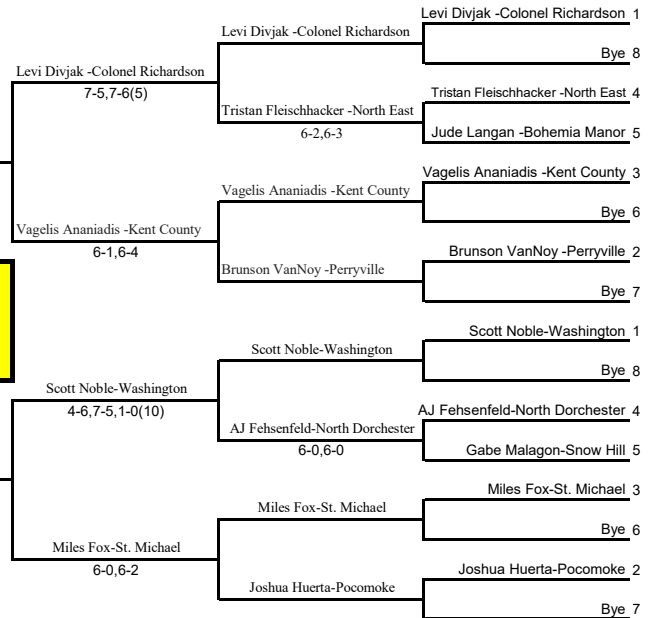 Levi Divjak -Colonel Richardson 1
Levi Divjak -Colonel Richardson
Bye 8
Levi Divjak -Colonel Richardson
7-5,7-6(5)
Tristan Fleischhacker -North East 4
Tristan Fleischhacker -North East
6-2,6-3
Jude Langan -Bohemia Manor 5
Vagelis Ananiadis -Kent County 3
Vagelis Ananiadis -Kent County
Bye 6
Vagelis Ananiadis -Kent County
6-1,6-4
Brunson VanNoy -Perryville 2
Brunson VanNoy -Perryville
Bye 7
Scott Noble-Washington 1
Scott Noble-Washington
Bye 8
Scott Noble-Washington
4-6,7-5,1-0(10)
AJ Fehsenfeld-North Dorchester 4
AJ Fehsenfeld-North Dorchester
6-0,6-0
Gabe Malagon-Snow Hill 5
Miles Fox-St. Michael 3
Miles Fox-St. Michael
Bye 6
Miles Fox-St. Michael
6-0,6-2
Joshua Huerta-Pocomoke 2
Joshua Huerta-Pocomoke
Bye 7